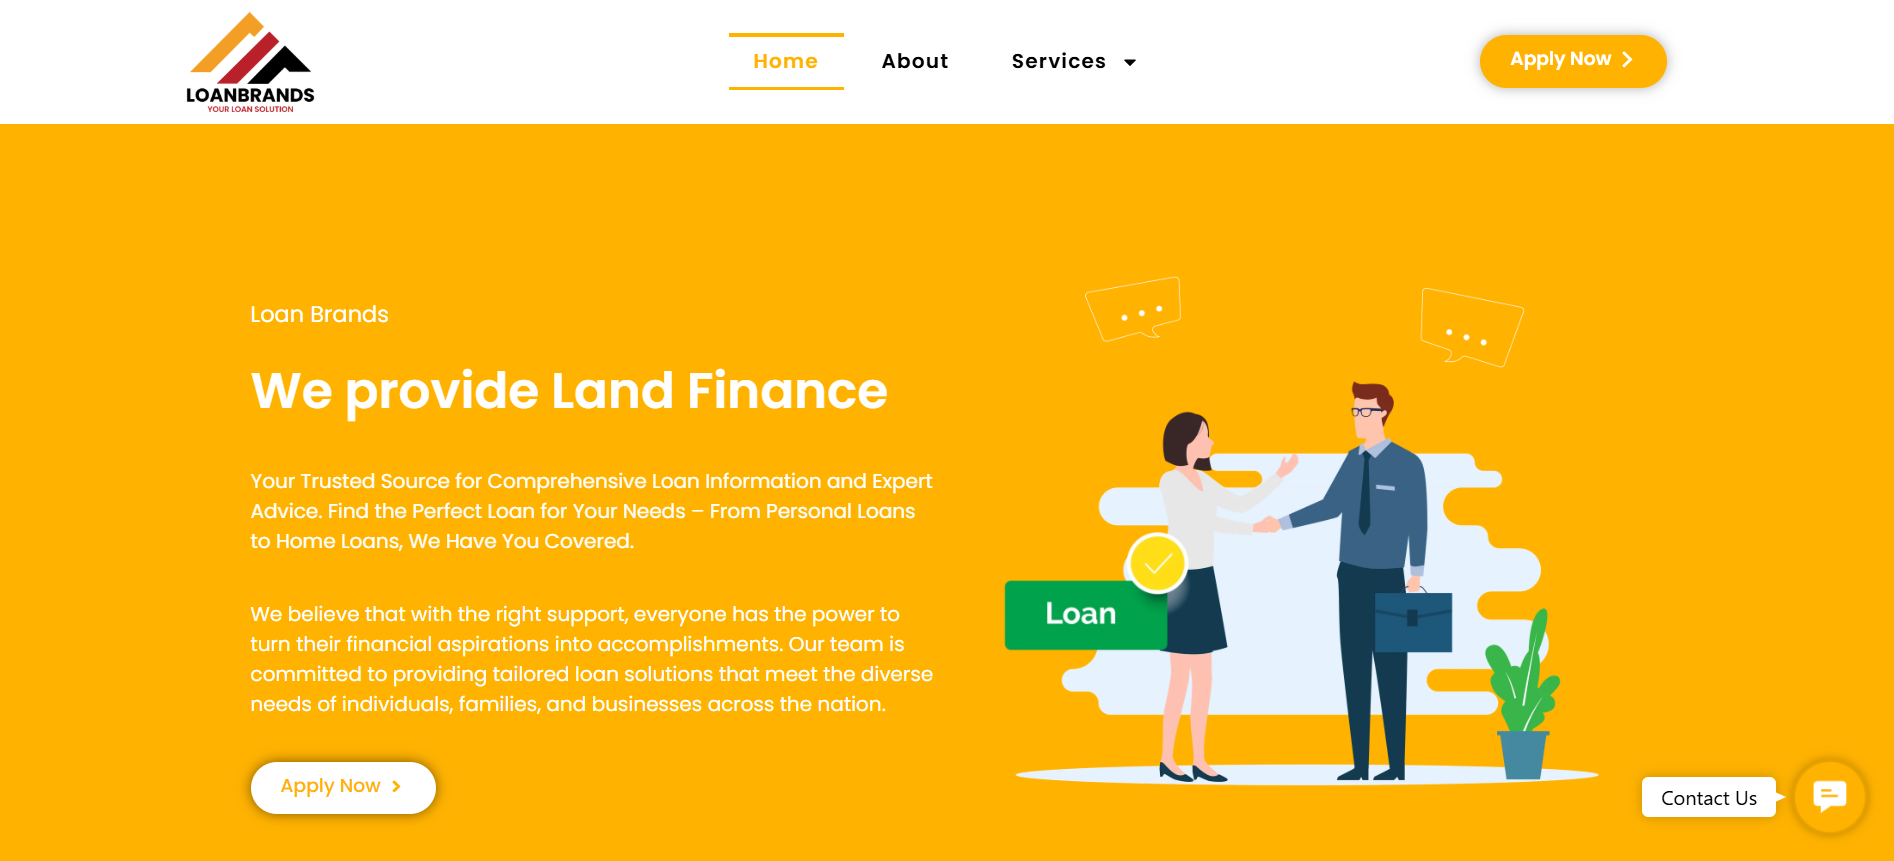 LOANBRANDS
YOUR LOAN SOLUTION
Home
About
Services
Apply Now
Loan Brands
We provide Land Finance
Your Trusted Source for Comprehensive Loan Information and Expert
Advice. Find the Perfect Loan for Your Needs – From Personal Loans
to Home Loans, We Have You Covered.
We believe that with the right support, everyone has the power to
turn their financial aspirations into accomplishments. Our team is
committed to providing tailored loan solutions that meet the diverse
needs of individuals, families, and businesses across the nation.
Apply Now
Loan
Contact Us